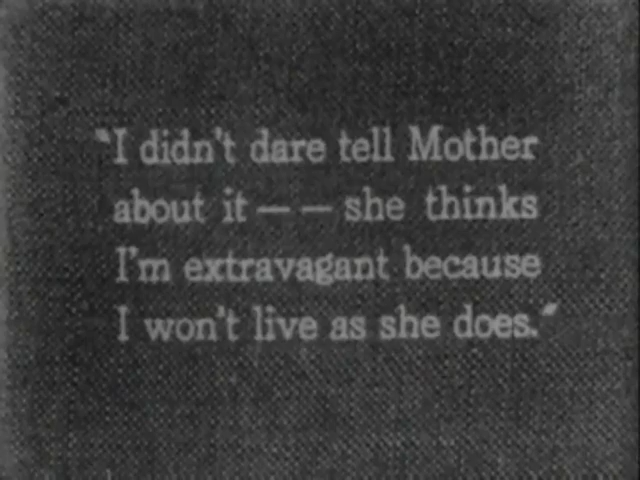 "I didn't dare tell Mother
about it — — she thinks
I'm extravagant because
I won't live as she does."